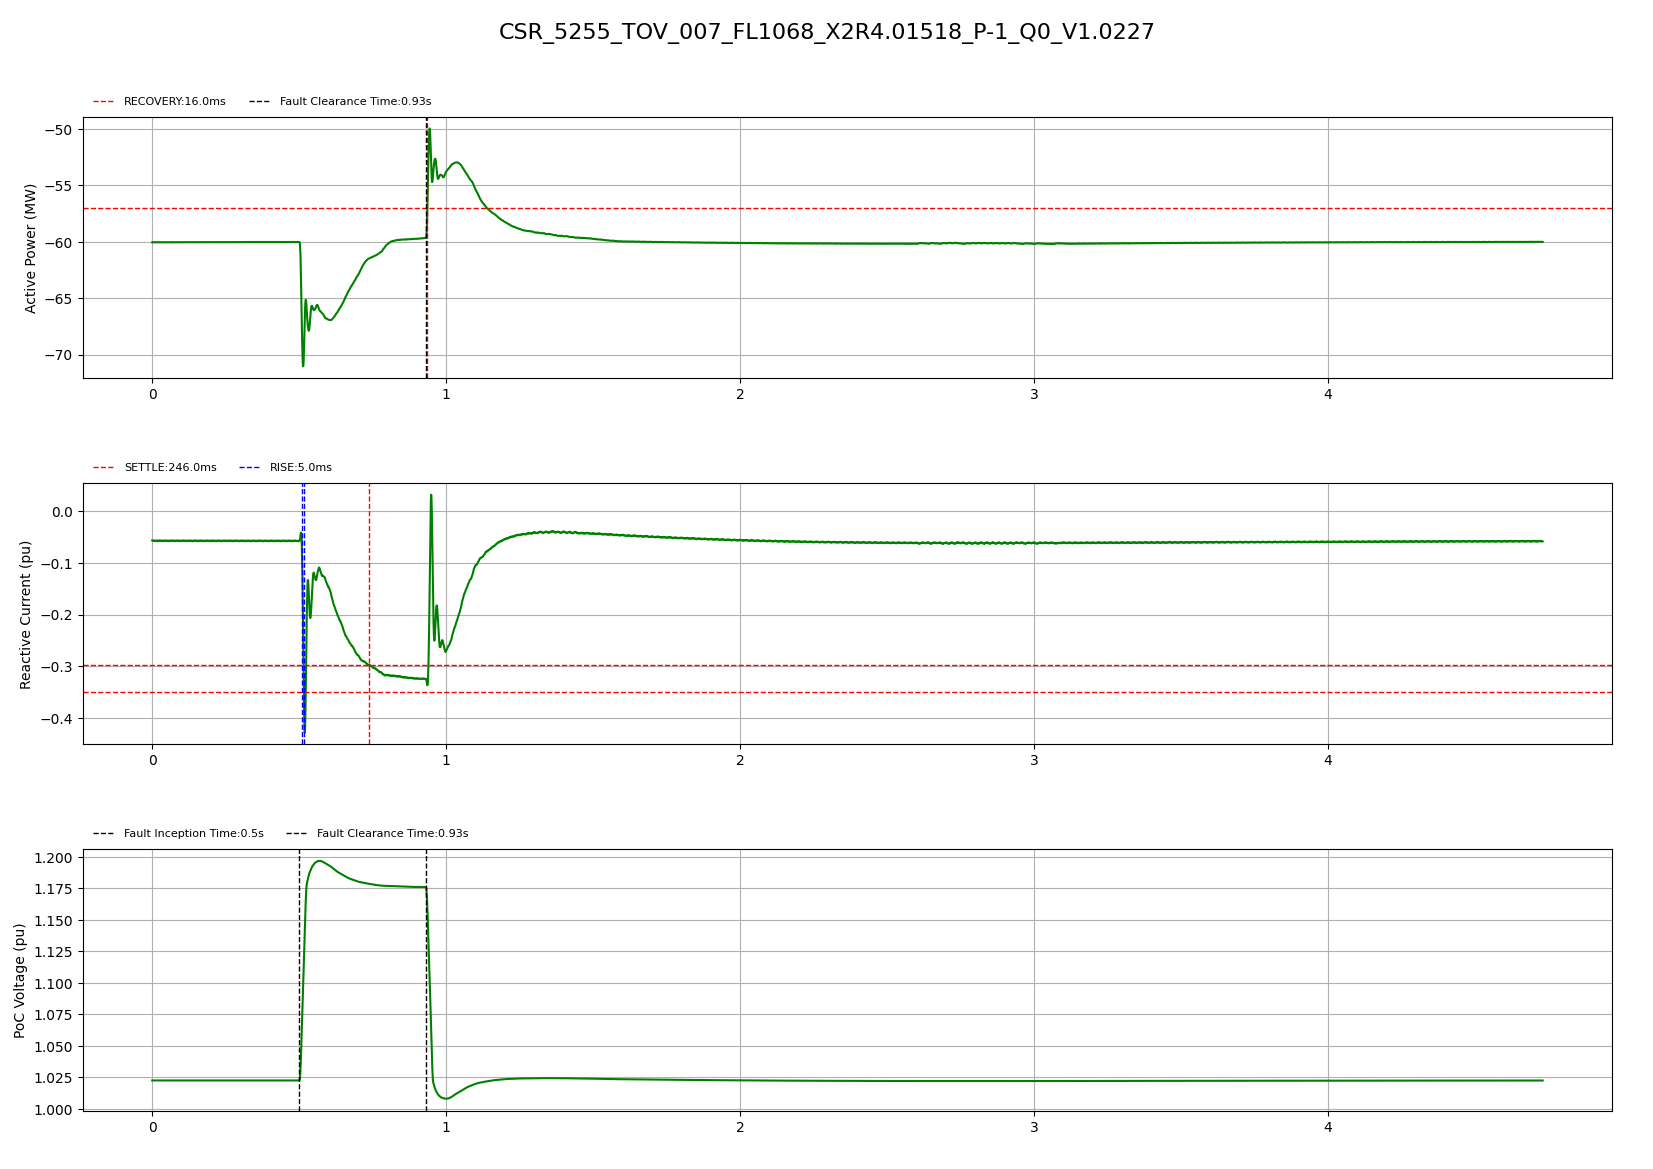 CSR_5255_TOV_007_FL1068_X2R4.01518_P-1_Q0_V1.0227
RECOVERY:16.0ms Fault Clearance Time:0.93s
Active Power (MW)
−50
−55
−60
−65
−70
0 1 2 3 4
SETTLE:246.0ms RISE:5.0ms
Reactive Current (pu)
0.0
−0.1
−0.2
−0.3
−0.4
0 1 2 3 4
Fault Inception Time:0.5s Fault Clearance Time:0.93s
PoC Voltage (pu)
1.200
1.175
1.150
1.125
1.100
1.075
1.050
1.025
1.000
0 1 2 3 4